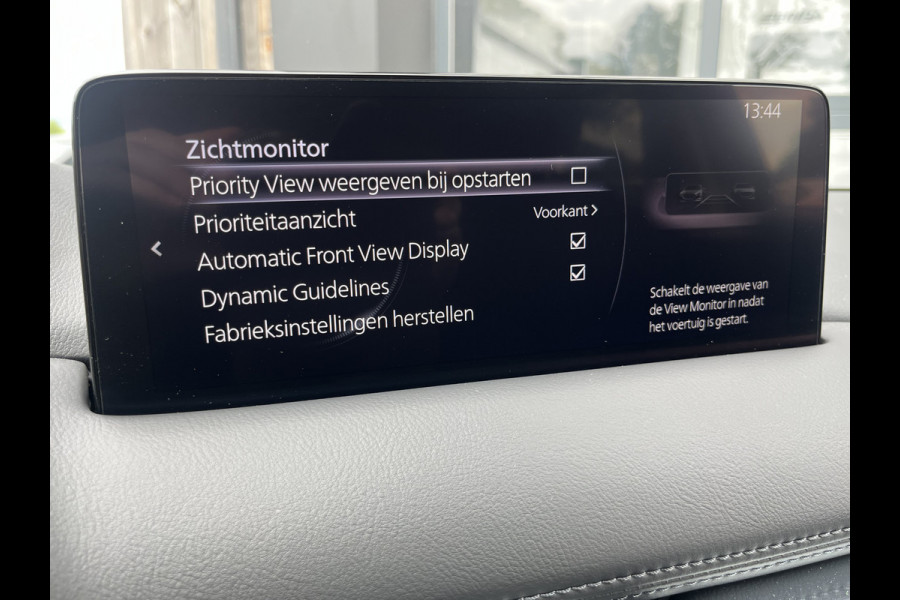 13:44
Zichtmonitor
Priority View weergeven bij opstarten
Prioriteitaanzicht Voorkant >
Automatic Front View Display
Dynamic Guidelines
Fabrieksinstellingen herstellen
Schakelt de weergave van
de View Monitor in nadat
het voertuig is gestart.